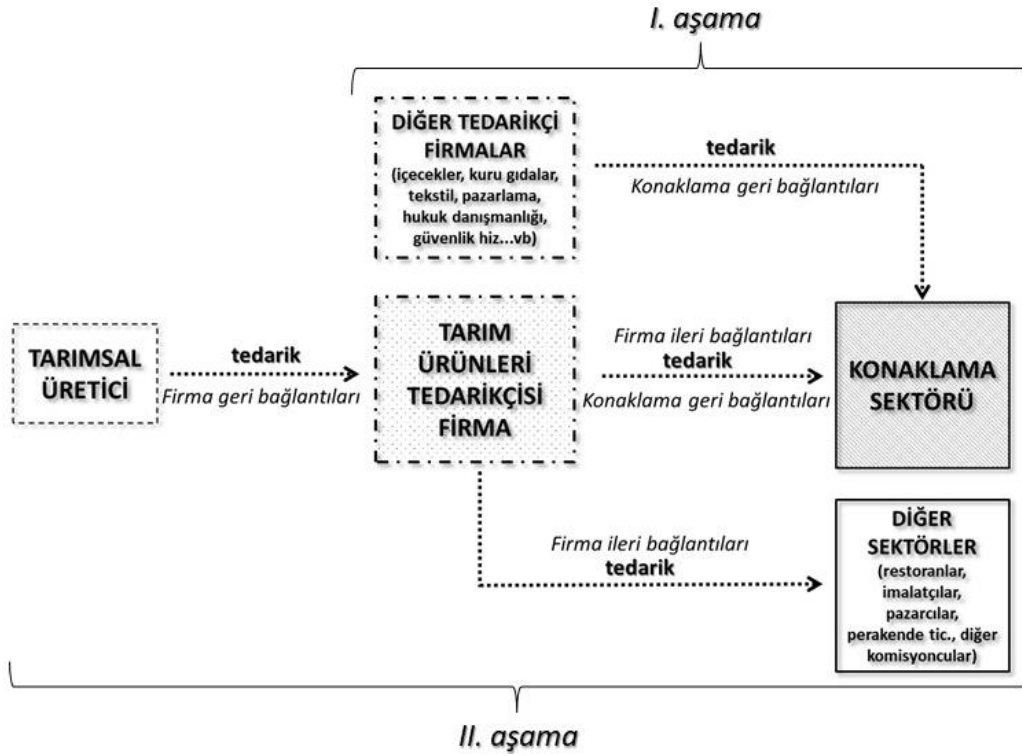 I. aşama
DİĞER TEDARİKÇİ
FİRMALAR
(içecekler, kuru gıdalar,
tekstil, pazarlama,
hukuk danışmanlığı,
güvenlik hiz...vb)
tedarik
Konaklama geri bağlantıları
TARIMSAL
ÜRETİCİ
tedarik
Firma geri bağlantıları
TARIM
ÜRÜNLERİ
TEDARİKÇİSİ
FİRMA
Firma ileri bağlantıları
tedarik
Konaklama geri bağlantıları
KONAKLAMA
SEKTÖRÜ
Firma ileri bağlantıları
tedarik
DİĞER
SEKTÖRLER
(restoranlar,
imalatçılar,
pazarcılar,
perakende tic., diğer
komisyoncular)
II. aşama